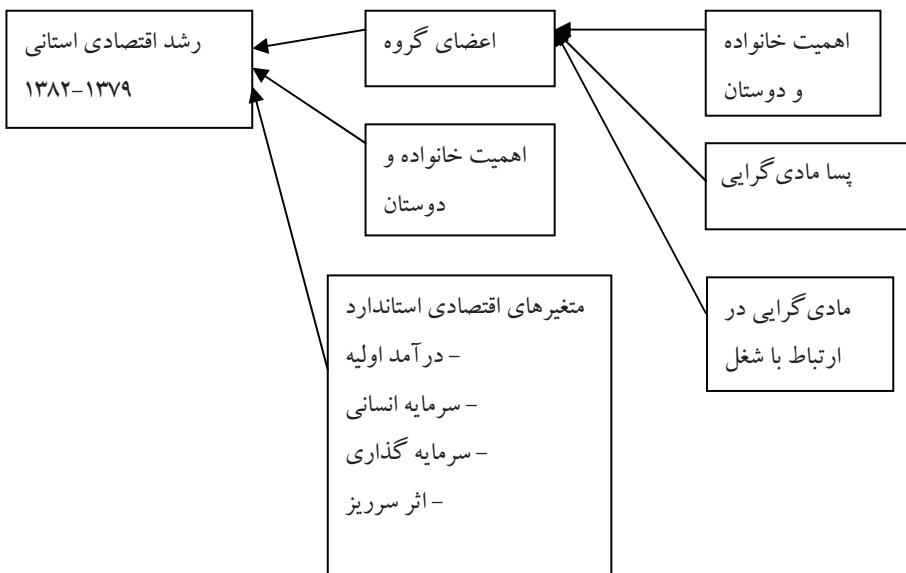 اهمیت خانواده
و دوستان
پسا مادی‌گرایی
مادی‌گرایی در
ارتباط با شغل
اعضای گروه
اهمیت خانواده و
دوستان
متغیرهای اقتصادی استاندارد
– درآمد اولیه
– سرمایه انسانی
– سرمایه گذاری
– اثر سرریز
رشد اقتصادی استانی
۱۳۷۹–۱۳۸۲